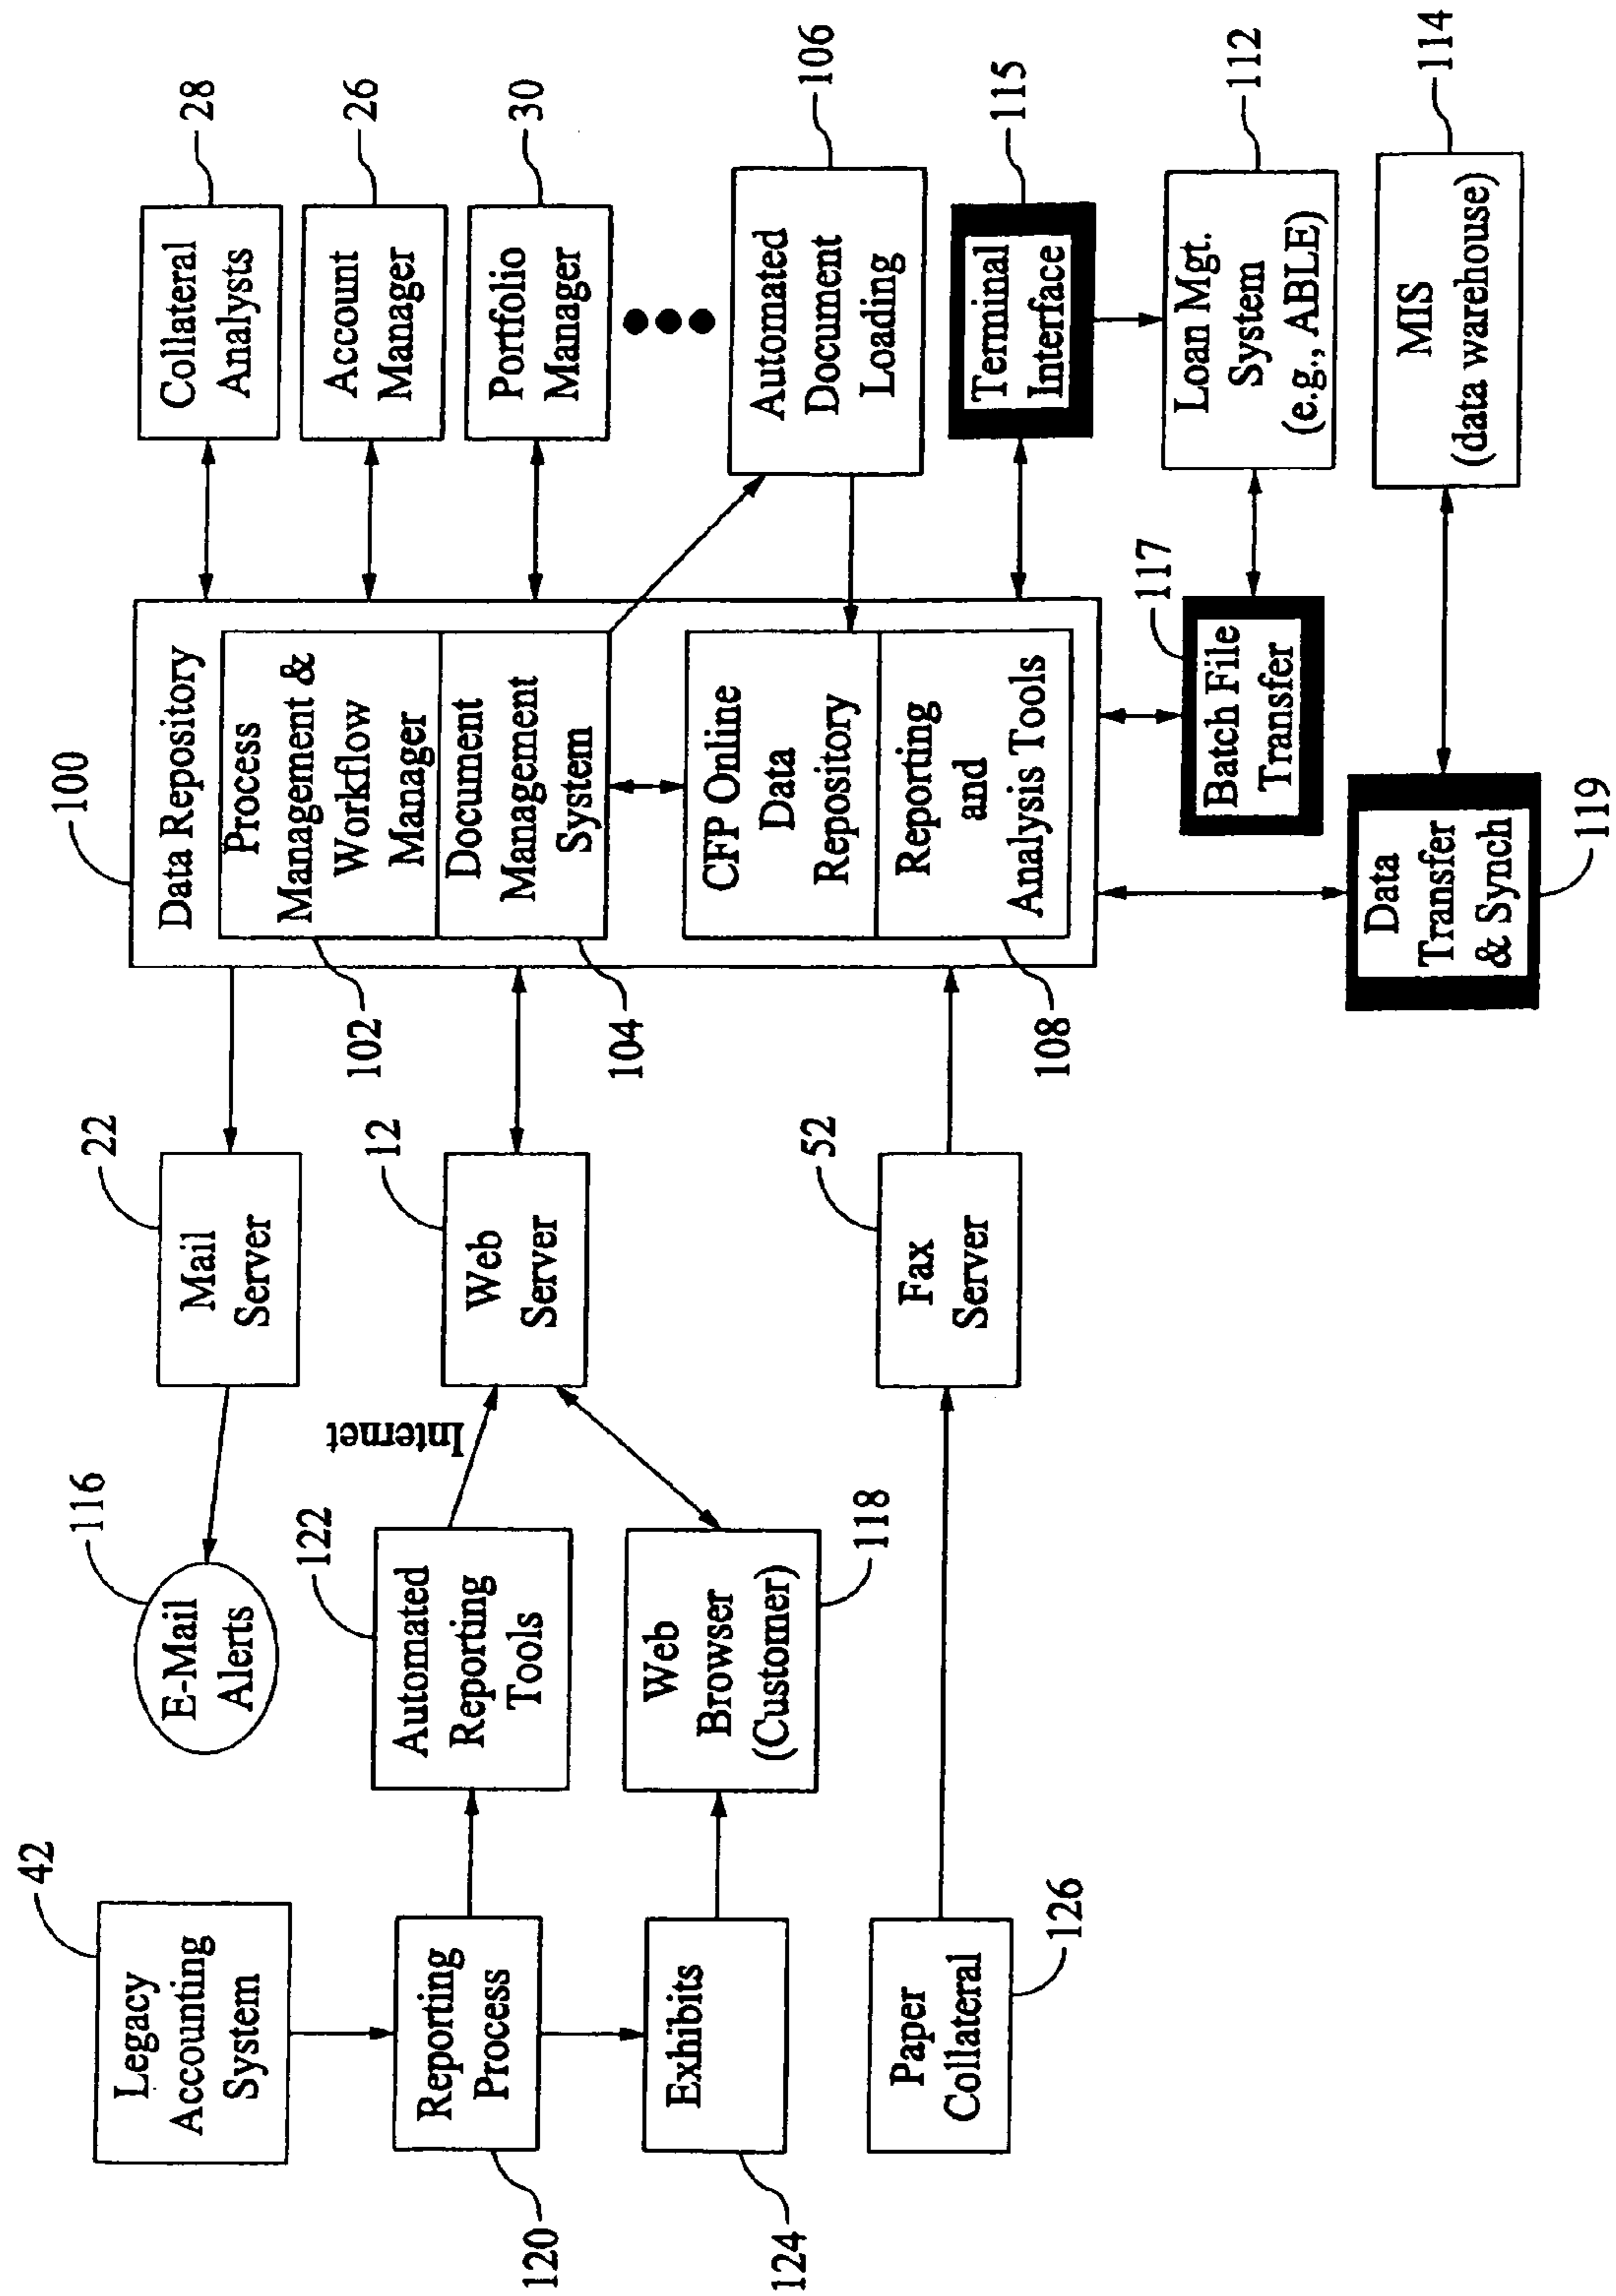 42
Legacy
Accounting
System
Reporting
Process
120
Exhibits
124
Paper
Collateral
126
116
E-Mail
Alerts
122
Automated
Reporting
Tools
Internet
Web
Browser
(Customer)
118
22
Mail
Server
12
Web
Server
52
Fax
Server
100
Data Repository
Process
Management &
Workflow
Manager
102
Document
Management
System
104
CFP Online
Data
Repository
Reporting
and
Analysis Tools
108
28
Collateral
Analysts
26
Account
Manager
30
Portfolio
Manager
106
Automated
Document
Loading
115
Terminal
Interface
112
Loan Mgt.
System
(e.g., ABLE)
117
Batch File
Transfer
114
MIS
(data warehouse)
Data
Transfer
& Synch
119